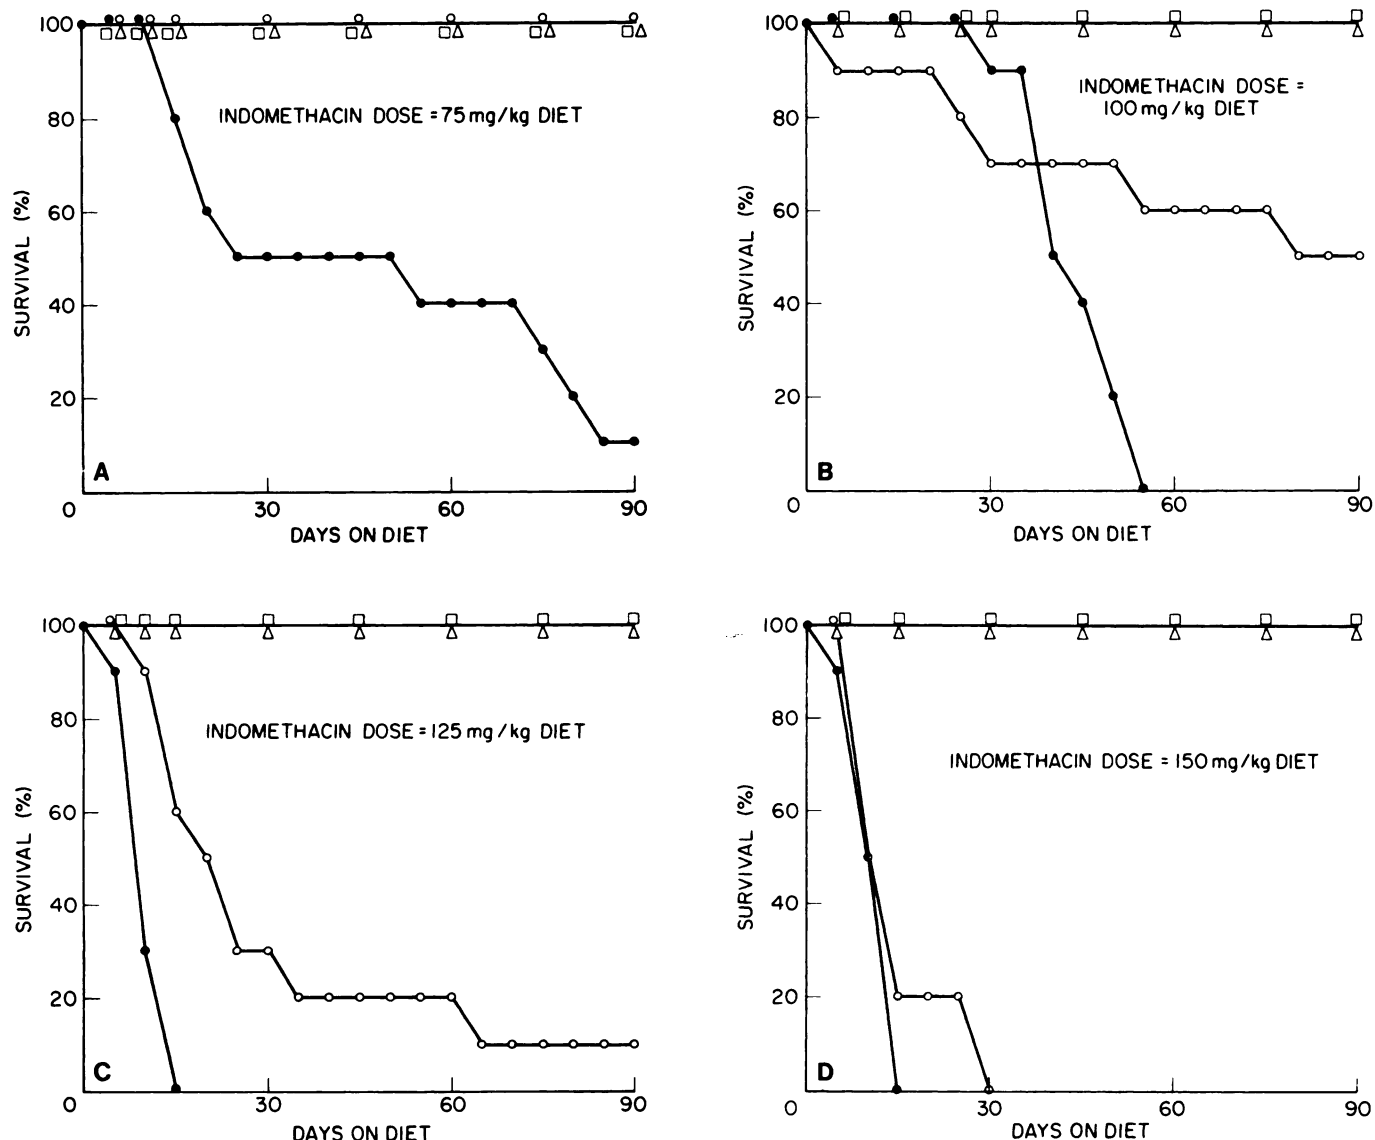 100
80
60
40
20
0
30
60
90
SURVIVAL (%)
DAYS ON DIET
INDOMETHACIN DOSE = 75 mg/kg DIET
A
100
80
60
40
20
0
30
60
90
SURVIVAL (%)
DAYS ON DIET
INDOMETHACIN DOSE =
100 mg/kg DIET
B
100
80
60
40
20
0
30
60
90
SURVIVAL (%)
DAYS ON DIET
INDOMETHACIN DOSE = 125 mg/kg DIET
C
100
80
60
40
20
0
30
60
90
SURVIVAL (%)
DAYS ON DIET
INDOMETHACIN DOSE = 150 mg/kg DIET
D